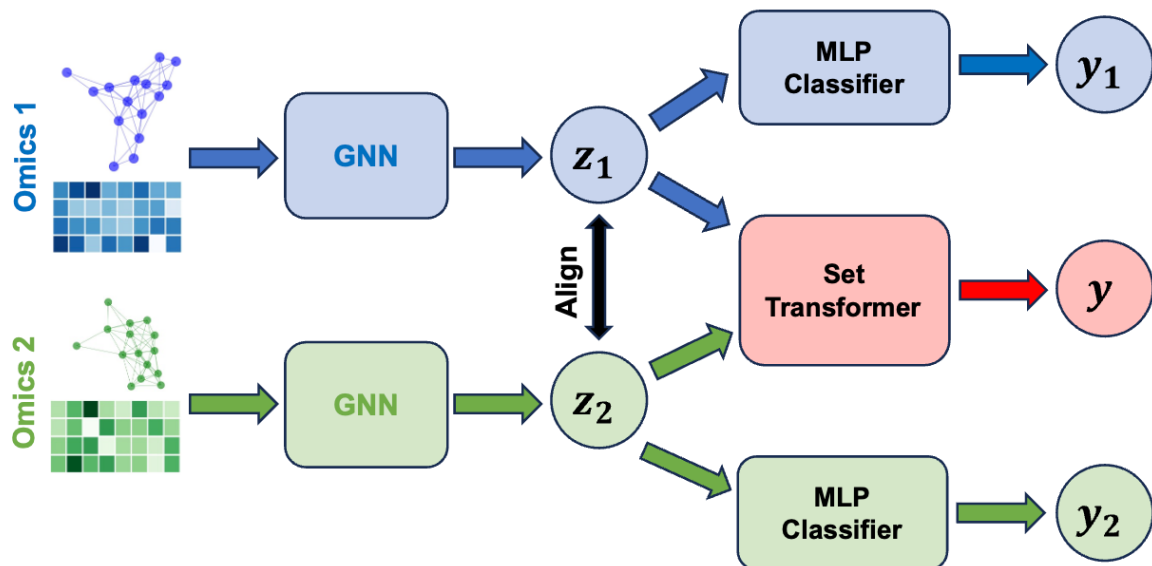 Omics 1
GNN
z₁
MLP
Classifier
y₁
Align
Set
Transformer
y
Omics 2
GNN
z₂
MLP
Classifier
y₂